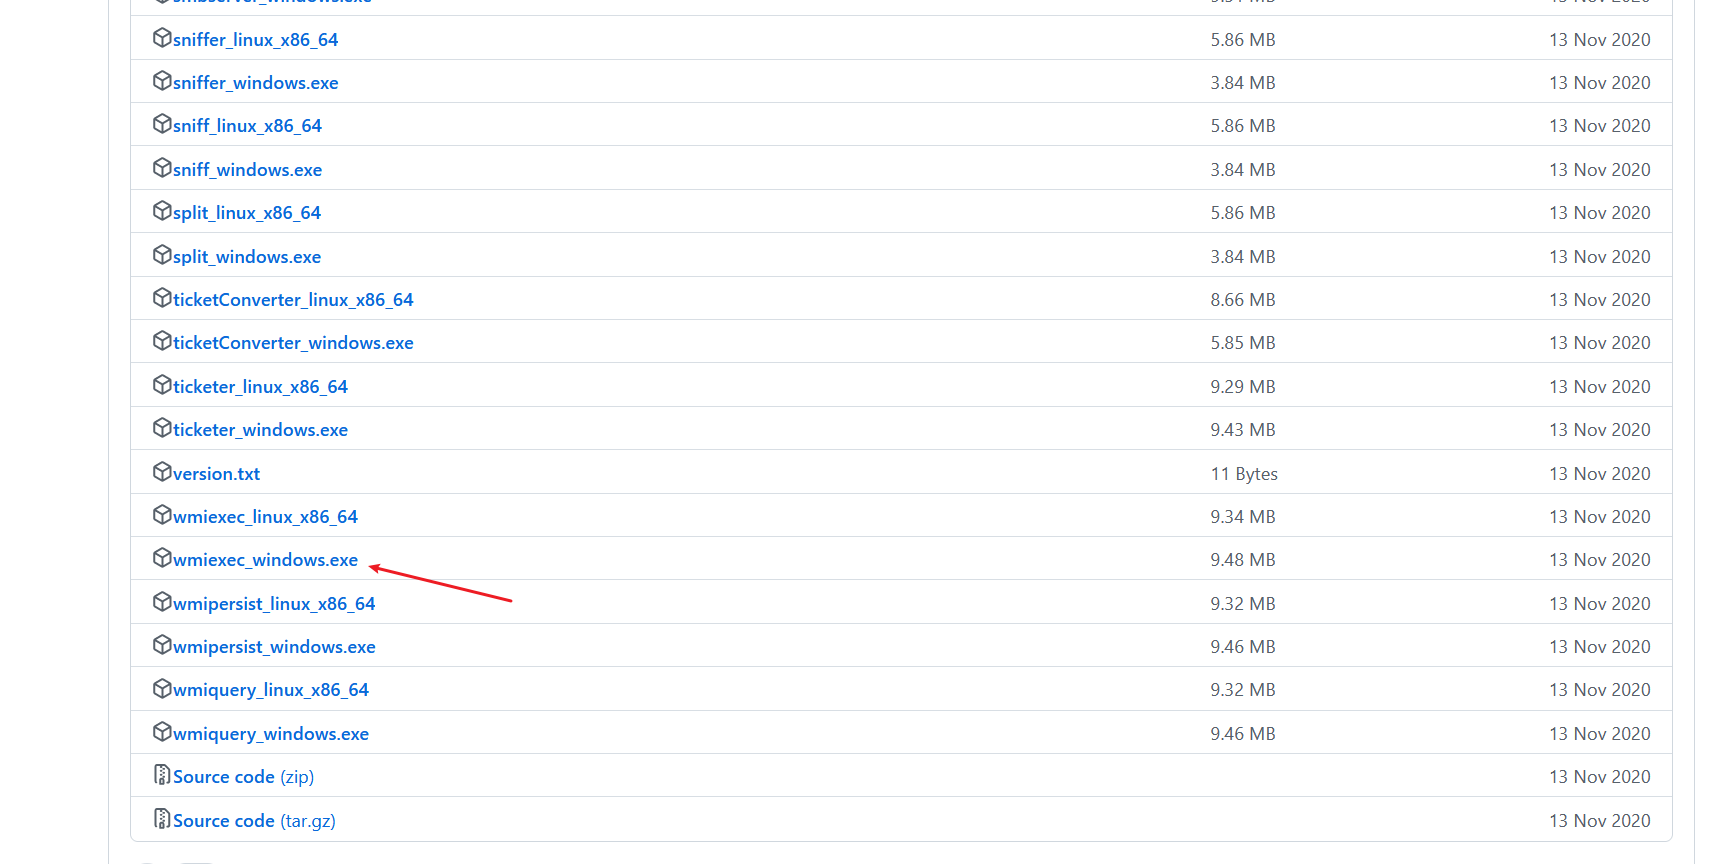 sniffer_linux_x86_64 5.86 MB 13 Nov 2020
sniffer_windows.exe 3.84 MB 13 Nov 2020
sniff_linux_x86_64 5.86 MB 13 Nov 2020
sniff_windows.exe 3.84 MB 13 Nov 2020
split_linux_x86_64 5.86 MB 13 Nov 2020
split_windows.exe 3.84 MB 13 Nov 2020
ticketConverter_linux_x86_64 8.66 MB 13 Nov 2020
ticketConverter_windows.exe 5.85 MB 13 Nov 2020
ticketer_linux_x86_64 9.29 MB 13 Nov 2020
ticketer_windows.exe 9.43 MB 13 Nov 2020
version.txt 11 Bytes 13 Nov 2020
wmiexec_linux_x86_64 9.34 MB 13 Nov 2020
wmiexec_windows.exe 9.48 MB 13 Nov 2020
wmipersist_linux_x86_64 9.32 MB 13 Nov 2020
wmipersist_windows.exe 9.46 MB 13 Nov 2020
wmiquery_linux_x86_64 9.32 MB 13 Nov 2020
wmiquery_windows.exe 9.46 MB 13 Nov 2020
Source code (zip) 13 Nov 2020
Source code (tar.gz) 13 Nov 2020